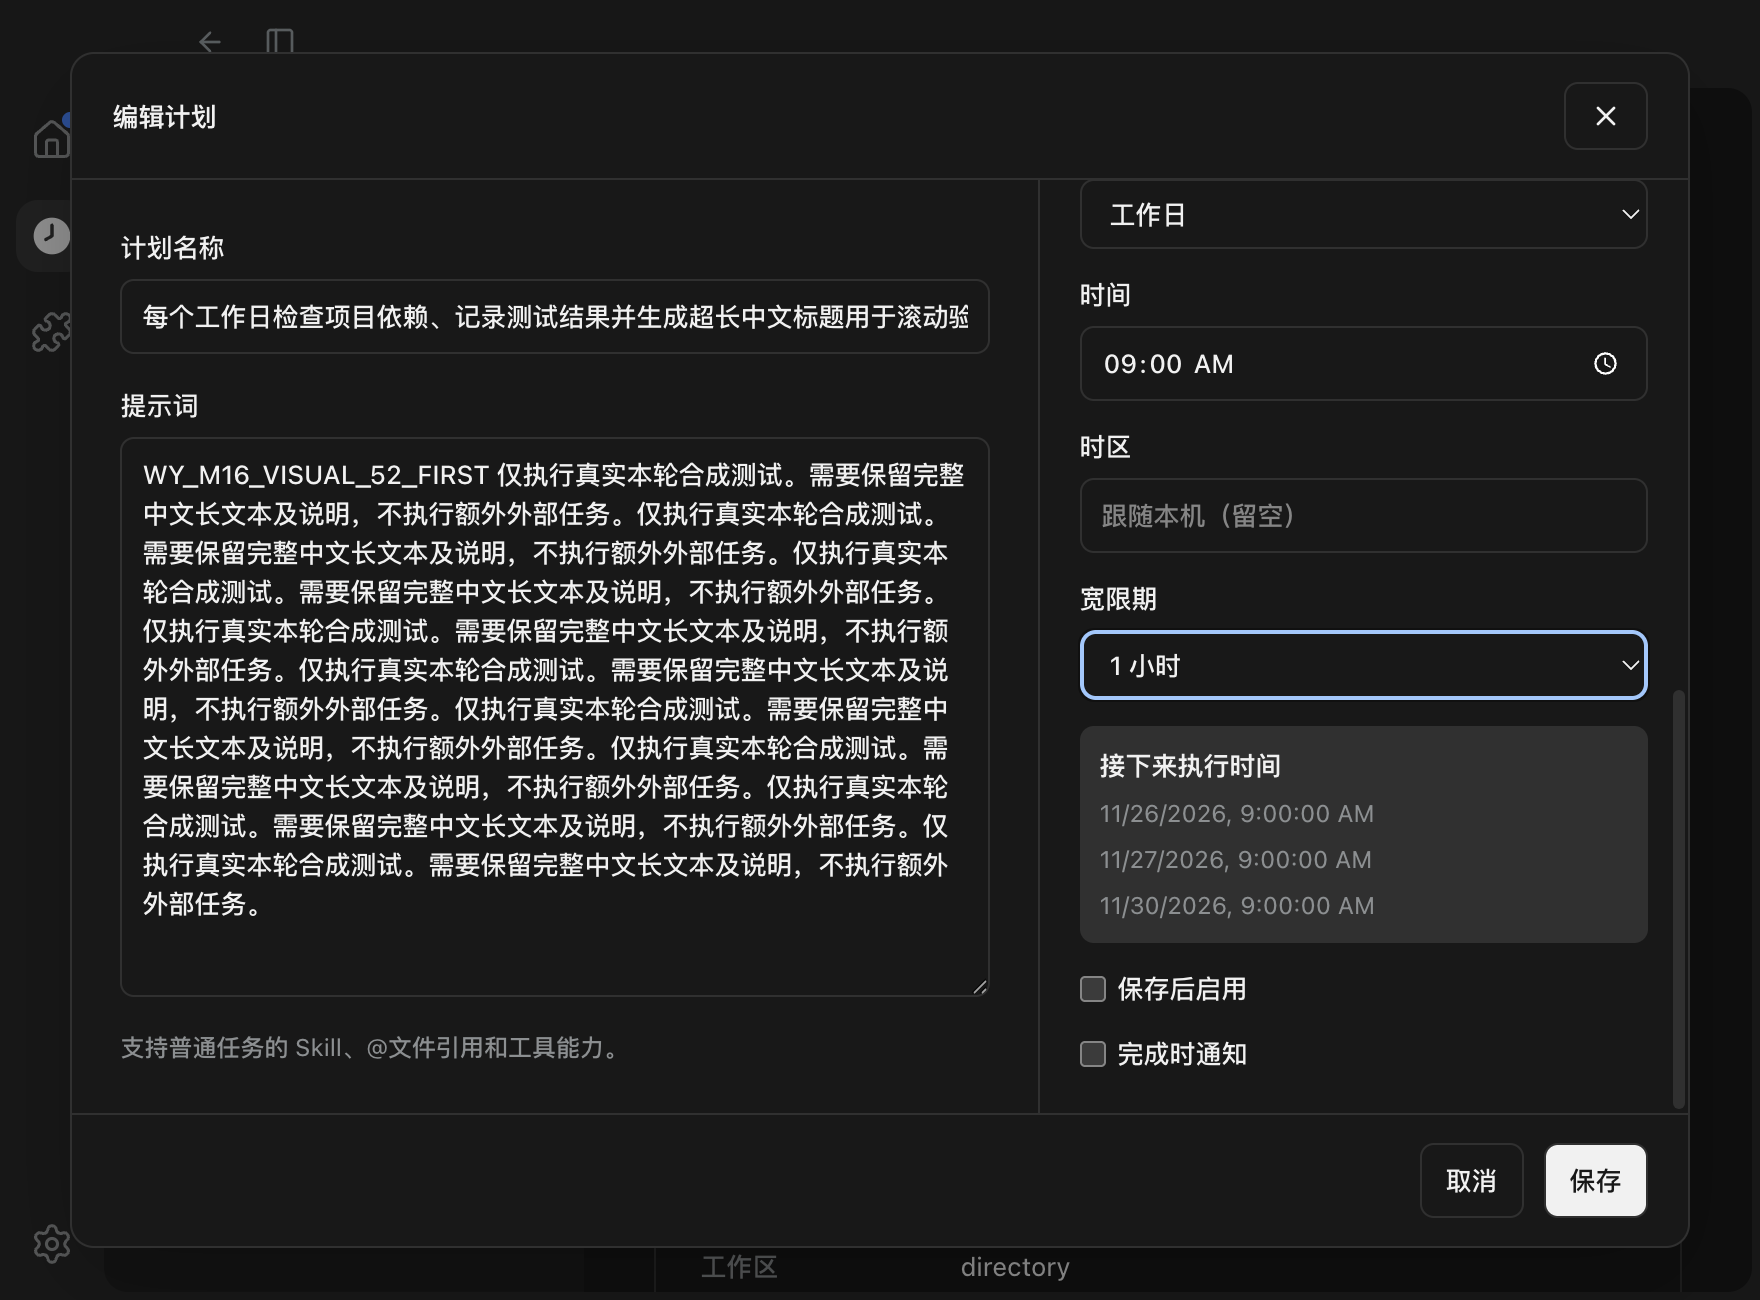 编辑计划
计划名称
每个工作日检查项目依赖、记录测试结果并生成超长中文标题用于滚动验
提示词
WY_M16_VISUAL_52_FIRST 仅执行真实本轮合成测试。需要保留完整
中文长文本及说明，不执行额外外部任务。仅执行真实本轮合成测试。
需要保留完整中文长文本及说明，不执行额外外部任务。仅执行真实本
轮合成测试。需要保留完整中文长文本及说明，不执行额外外部任务。
仅执行真实本轮合成测试。需要保留完整中文长文本及说明，不执行额
外外部任务。仅执行真实本轮合成测试。需要保留完整中文长文本及说
明，不执行额外外部任务。仅执行真实本轮合成测试。需要保留完整中
文长文本及说明，不执行额外外部任务。仅执行真实本轮合成测试。需
要保留完整中文长文本及说明，不执行额外外部任务。仅执行真实本轮
合成测试。需要保留完整中文长文本及说明，不执行额外外部任务。仅
执行真实本轮合成测试。需要保留完整中文长文本及说明，不执行额外
外部任务。
支持普通任务的 Skill、@文件引用和工具能力。
工作日
时间
09:00 AM
时区
跟随本机（留空）
宽限期
1 小时
接下来执行时间
11/26/2026, 9:00:00 AM
11/27/2026, 9:00:00 AM
11/30/2026, 9:00:00 AM
保存后启用
完成时通知
取消
保存
工作区
directory